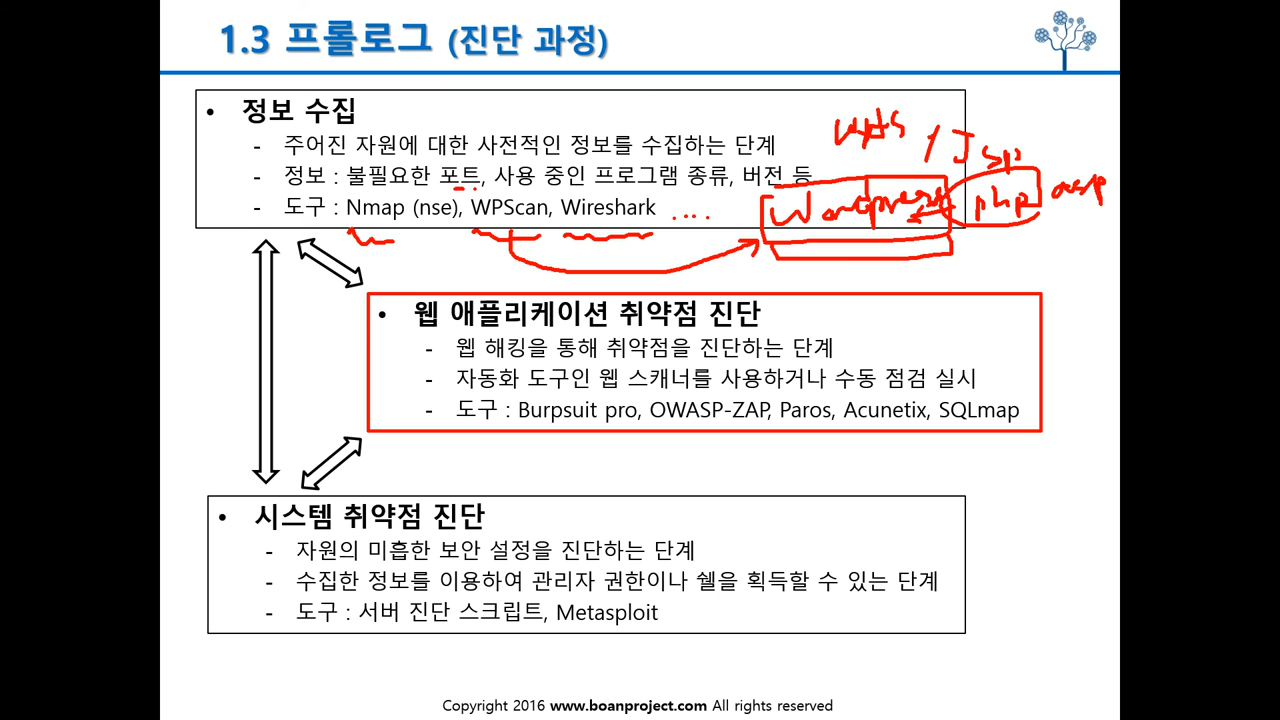 1.3 프롤로그 (진단 과정)
• 정보 수집
- 주어진 자원에 대한 사전적인 정보를 수집하는 단계
- 정보 : 불필요한 포트, 사용 중인 프로그램 종류, 버전 등
- 도구 : Nmap (nse), WPScan, Wireshark ....
/ Jsp
Wordpress php asp
• 웹 애플리케이션 취약점 진단
- 웹 해킹을 통해 취약점을 진단하는 단계
- 자동화 도구인 웹 스캐너를 사용하거나 수동 점검 실시
- 도구 : Burpsuit pro, OWASP-ZAP, Paros, Acunetix, SQLmap
• 시스템 취약점 진단
- 자원의 미흡한 보안 설정을 진단하는 단계
- 수집한 정보를 이용하여 관리자 권한이나 쉘을 획득할 수 있는 단계
- 도구 : 서버 진단 스크립트, Metasploit
Copyright 2016 www.boanproject.com All rights reserved